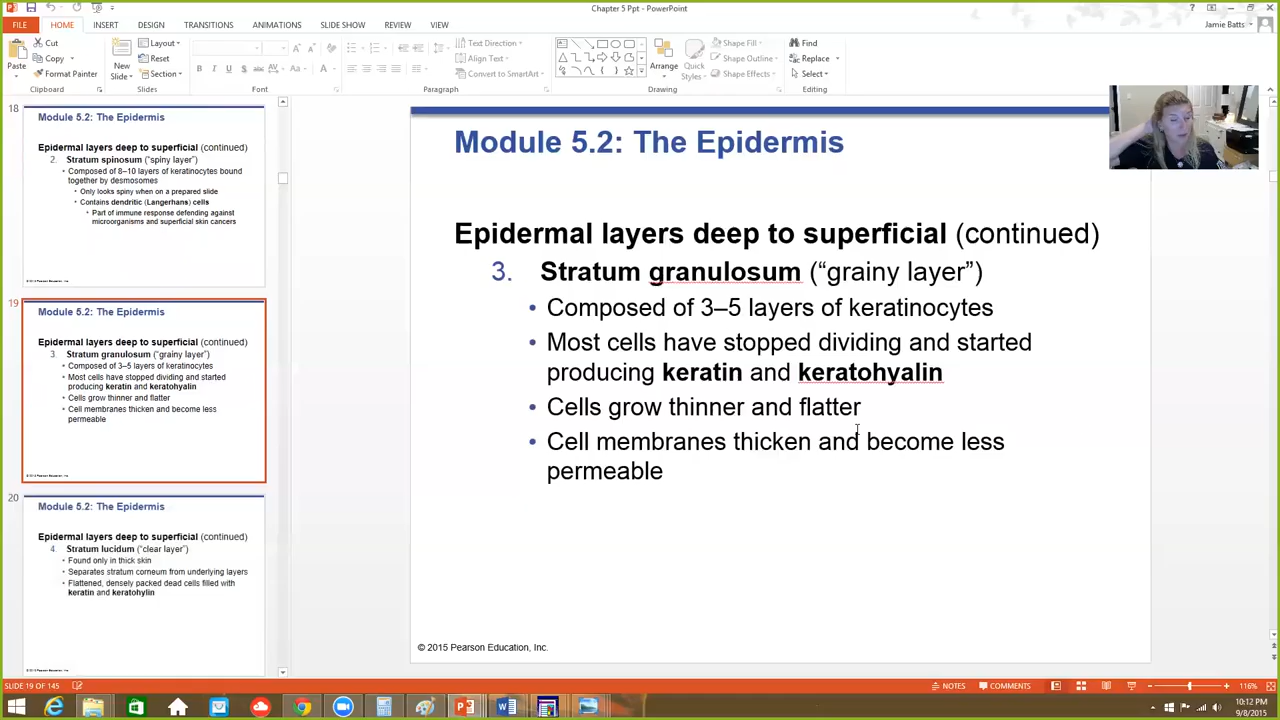 Chapter 5 Ppt - PowerPoint
Jamie Batts
FILE HOME INSERT DESIGN TRANSITIONS ANIMATIONS SLIDE SHOW REVIEW VIEW
Paste
Cut
Copy
Format Painter
Clipboard
New Slide
Layout
Reset
Section
Slides
Font
Paragraph
Text Direction
Align Text
Convert to SmartArt
Drawing
Arrange
Quick Styles
Shape Fill
Shape Outline
Shape Effects
Find
Replace
Select
Editing
18
Module 5.2: The Epidermis
Epidermal layers deep to superficial (continued)
2. Stratum spinosum (“spiny layer”)
• Composed of 8–10 layers of keratinocytes bound
together by desmosomes
• Only looks spiny when on a prepared slide
• Contains dendritic (Langerhans) cells
• Part of immune response defending against
microorganisms and superficial skin cancers
19
Module 5.2: The Epidermis
Epidermal layers deep to superficial (continued)
3. Stratum granulosum (“grainy layer”)
• Composed of 3–5 layers of keratinocytes
• Most cells have stopped dividing and started
producing keratin and keratohyalin
• Cells grow thinner and flatter
• Cell membranes thicken and become less
permeable
20
Module 5.2: The Epidermis
Epidermal layers deep to superficial (continued)
4. Stratum lucidum (“clear layer”)
• Found only in thick skin
• Separates stratum corneum from underlying layers
• Flattened, densely packed dead cells filled with
keratin and keratohylin
Module 5.2: The Epidermis
Epidermal layers deep to superficial (continued)
3. Stratum granulosum (“grainy layer”)
• Composed of 3–5 layers of keratinocytes
• Most cells have stopped dividing and started
producing keratin and keratohyalin
• Cells grow thinner and flatter
• Cell membranes thicken and become less
permeable
© 2015 Pearson Education, Inc.
SLIDE 19 OF 145
NOTES
COMMENTS
116%
10:12 PM
9/8/2015